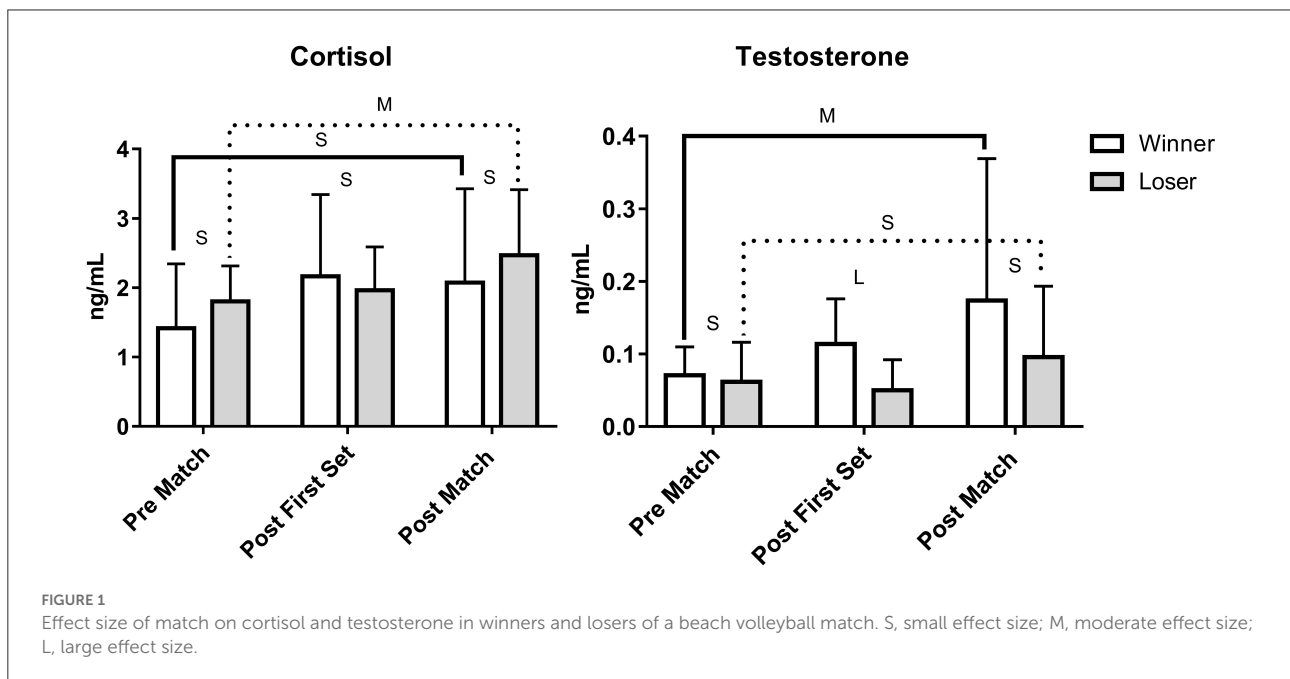 Cortisol
M
S
S
S
S
4
3
2
1
0
ng/mL
Pre Match
Post First Set
Post Match
Testosterone
M
S
S
L
S
0.4
0.3
0.2
0.1
0.0
ng/mL
Pre Match
Post First Set
Post Match
Winner
Loser
FIGURE 1
Effect size of match on cortisol and testosterone in winners and losers of a beach volleyball match. S, small effect size; M, moderate effect size;
L, large effect size.